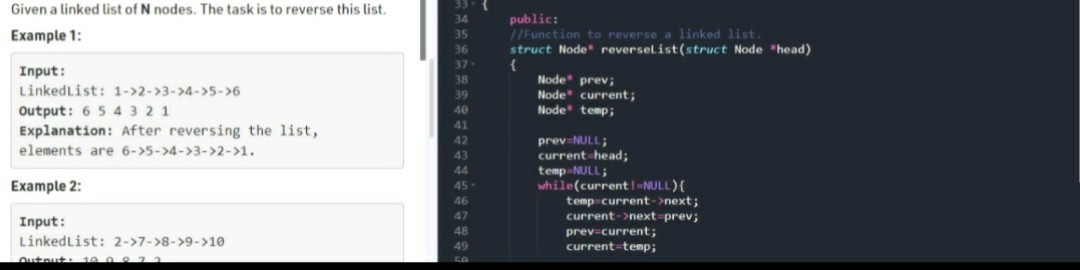 Given a linked list of N nodes. The task is to reverse this list.
Example 1:
Input:
LinkedList: 1->2->3->4->5->6
Output: 6 5 4 3 2 1
Explanation: After reversing the list,
elements are 6->5->4->3->2->1.
Example 2:
Input:
LinkedList: 2->7->8->9->10
Output: 10 9 8 7 2
33 {
34 public:
35 //Function to reverse a linked list.
36 struct Node* reverseList(struct Node *head)
37 {
38 Node* prev;
39 Node* current;
40 Node* temp;
41
42 prev=NULL;
43 current=head;
44 temp=NULL;
45 while(current!=NULL){
46 temp=current->next;
47 current->next=prev;
48 prev=current;
49 current=temp;
50